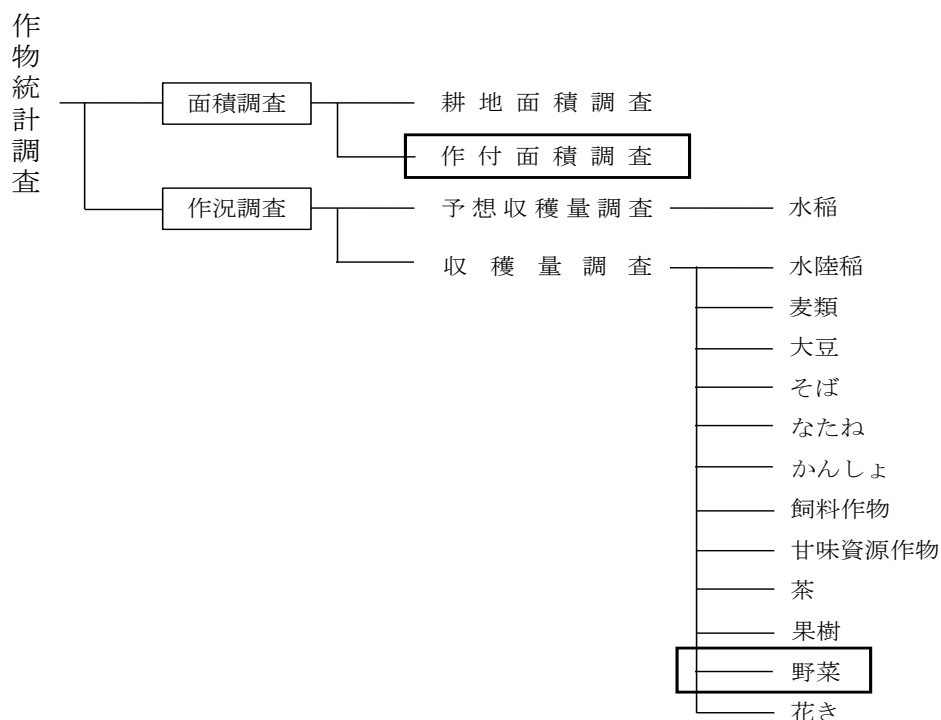 作物統計調査
面積調査
耕地面積調査
作付面積調査
作況調査
予想収穫量調査
水稲
収穫量調査
水陸稲
麦類
大豆
そば
なたね
かんしょ
飼料作物
甘味資源作物
茶
果樹
野菜
花き